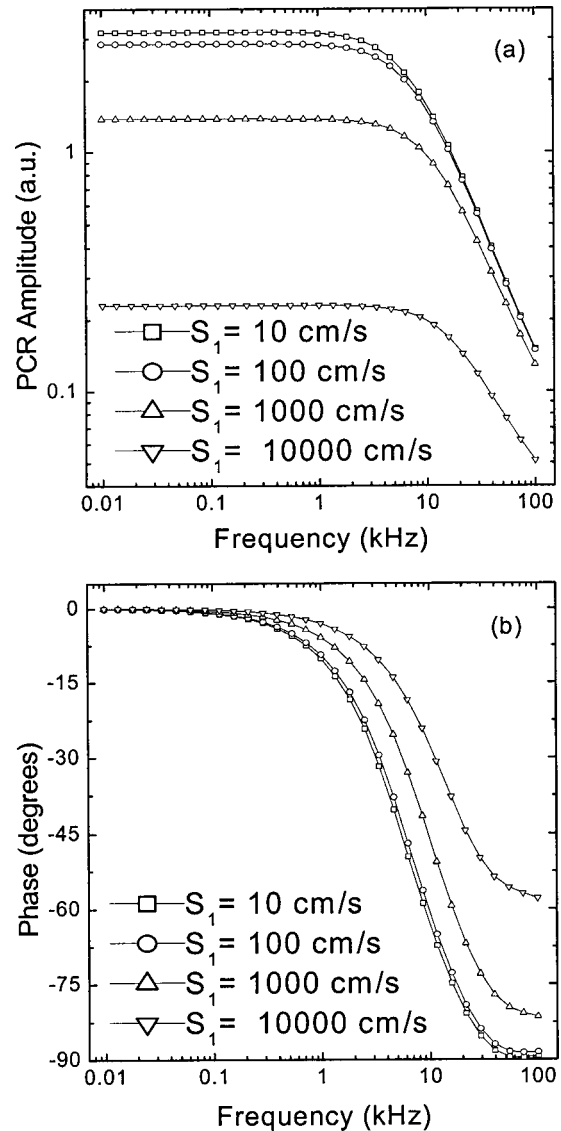 (a)
1
0.1
PCR Amplitude (a.u.)
S₁= 10 cm/s
S₁= 100 cm/s
S₁= 1000 cm/s
S₁= 10000 cm/s
0.01 0.1 1 10 100
Frequency (kHz)
(b)
0
-15
-30
-45
-60
-75
-90
Phase (degrees)
S₁= 10 cm/s
S₁= 100 cm/s
S₁= 1000 cm/s
S₁= 10000 cm/s
0.01 0.1 1 10 100
Frequency (kHz)